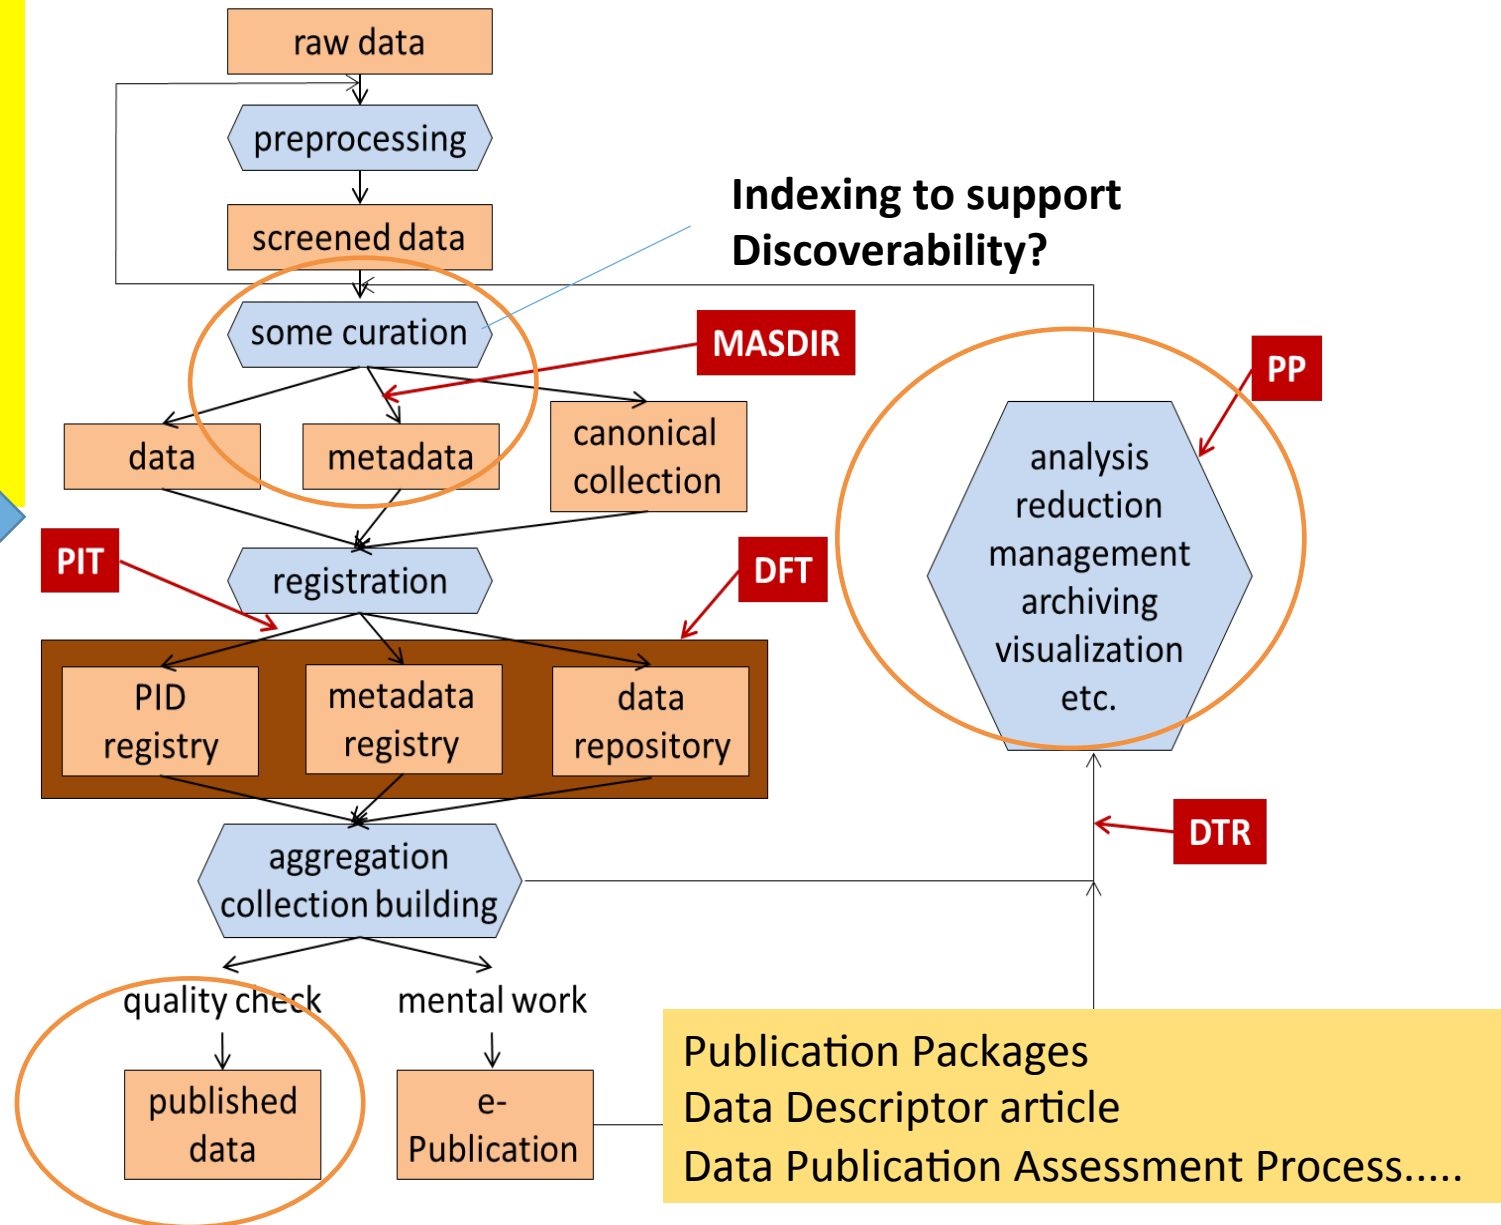 raw data
preprocessing
screened data
Indexing to support
Discoverability?
some curation
MASDIR
PP
data
metadata
canonical
collection
analysis
reduction
management
archiving
visualization
etc.
PIT
registration
DFT
PID
registry
metadata
registry
data
repository
DTR
aggregation
collection building
quality check
mental work
published
data
e-
Publication
Publication Packages
Data Descriptor article
Data Publication Assessment Process.....